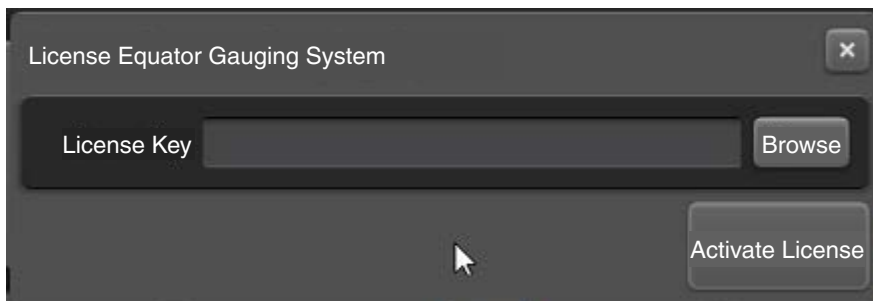 License Equator Gauging System
License Key
Browse
Activate License